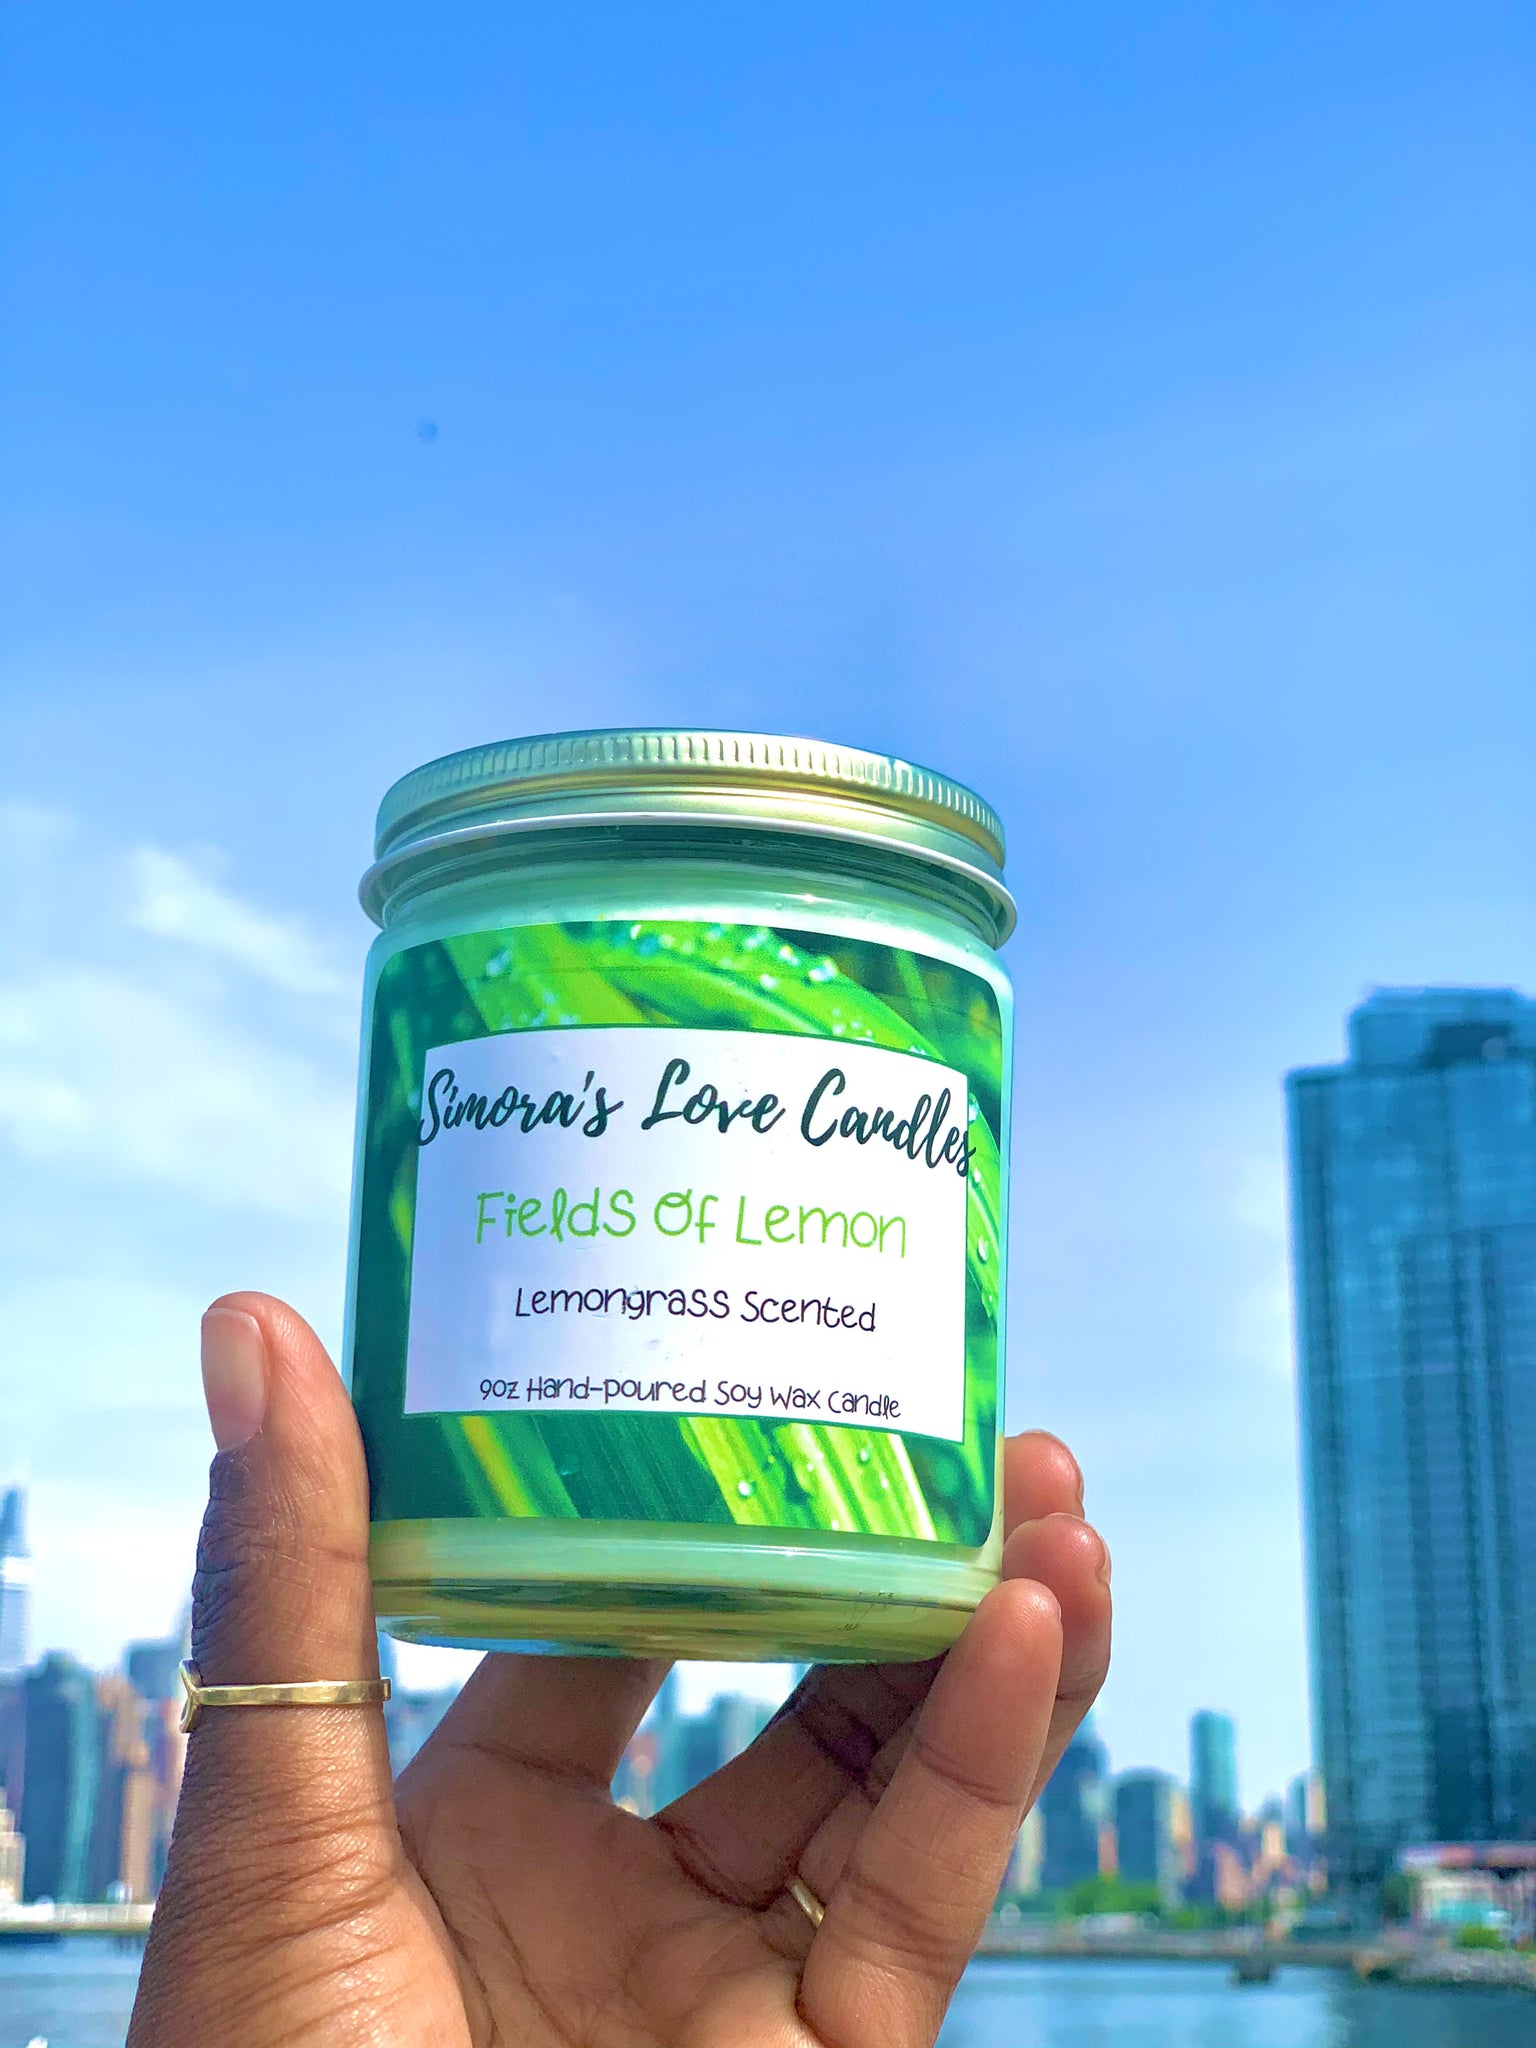 Simora's Love Candles
Fields Of Lemon
Lemongrass Scented
9oz Hand-poured Soy Wax Candle